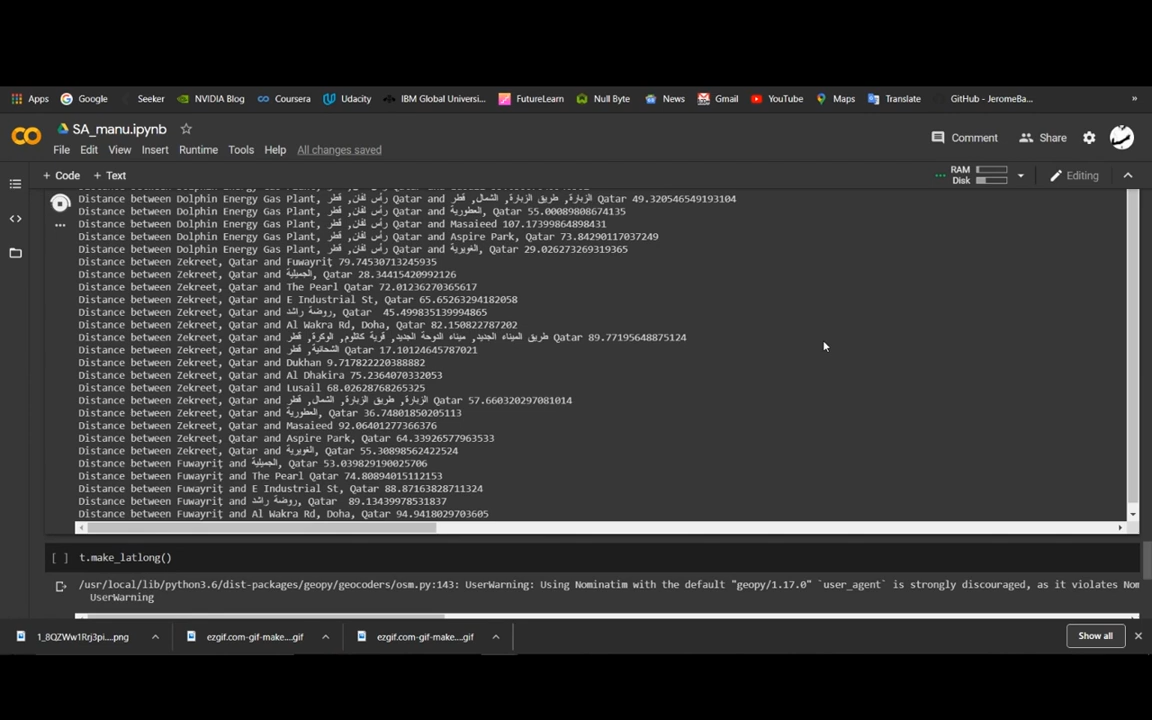 Apps Google Seeker NVIDIA Blog Coursera Udacity IBM Global Universi... FutureLearn Null Byte News Gmail YouTube Maps Translate GitHub - JeromeBa... »
SA_manu.ipynb
File Edit View Insert Runtime Tools Help All changes saved
Comment Share
+ Code + Text
RAM
Disk
Editing
Distance between Dolphin Energy Gas Plant, رأس لفان, قطر Qatar and الزبارة, طريق الزبارة, الشمال, قطر Qatar 49.320546549193104
Distance between Dolphin Energy Gas Plant, رأس لفان, قطر Qatar and العطورية, Qatar 55.00089808674135
Distance between Dolphin Energy Gas Plant, رأس لفان, قطر Qatar and Masaieed 107.17399864898431
Distance between Dolphin Energy Gas Plant, رأس لفان, قطر Qatar and Aspire Park, Qatar 73.84290117037249
Distance between Dolphin Energy Gas Plant, رأس لفان, قطر Qatar and الغويرية, Qatar 29.026273269319365
Distance between Zekreet, Qatar and Fuwayriţ 79.74530713245935
Distance between Zekreet, Qatar and الجميلية, Qatar 28.34415420992126
Distance between Zekreet, Qatar and The Pearl Qatar 72.01236270365617
Distance between Zekreet, Qatar and E Industrial St, Qatar 65.65263294182058
Distance between Zekreet, Qatar and روضة راشد, Qatar 45.499835139994865
Distance between Zekreet, Qatar and Al Wakra Rd, Doha, Qatar 82.150822787202
Distance between Zekreet, Qatar and طريق الميناء الجديد, ميناء الدوحة الجديد, قرية كاتلوم, الوكرة, قطر Qatar 89.77195648875124
Distance between Zekreet, Qatar and الشحانية, قطر Qatar 17.10124645787021
Distance between Zekreet, Qatar and Dukhan 9.717822220388882
Distance between Zekreet, Qatar and Al Dhakira 75.2364070332053
Distance between Zekreet, Qatar and Lusail 68.02628768265325
Distance between Zekreet, Qatar and الزبارة, طريق الزبارة, الشمال, قطر Qatar 57.660320297081014
Distance between Zekreet, Qatar and العطورية, Qatar 36.74801850205113
Distance between Zekreet, Qatar and Masaieed 92.06401277366376
Distance between Zekreet, Qatar and Aspire Park, Qatar 64.33926577963533
Distance between Zekreet, Qatar and الغويرية, Qatar 55.30898562422524
Distance between Fuwayriţ and الجميلية, Qatar 53.039829190025706
Distance between Fuwayriţ and The Pearl Qatar 74.80894015112153
Distance between Fuwayriţ and E Industrial St, Qatar 88.87163828711324
Distance between Fuwayriţ and روضة راشد, Qatar 89.13439978531837
Distance between Fuwayriţ and Al Wakra Rd, Doha, Qatar 94.9418029703605
[ ] t.make_latlong()
/usr/local/lib/python3.6/dist-packages/geopy/geocoders/osm.py:143: UserWarning: Using Nominatim with the default "geopy/1.17.0" `user_agent` is strongly discouraged, as it violates Nom
UserWarning
1_8QZWw1Rrj3pi....png ezgif.com-gif-make....gif ezgif.com-gif-make....gif Show all